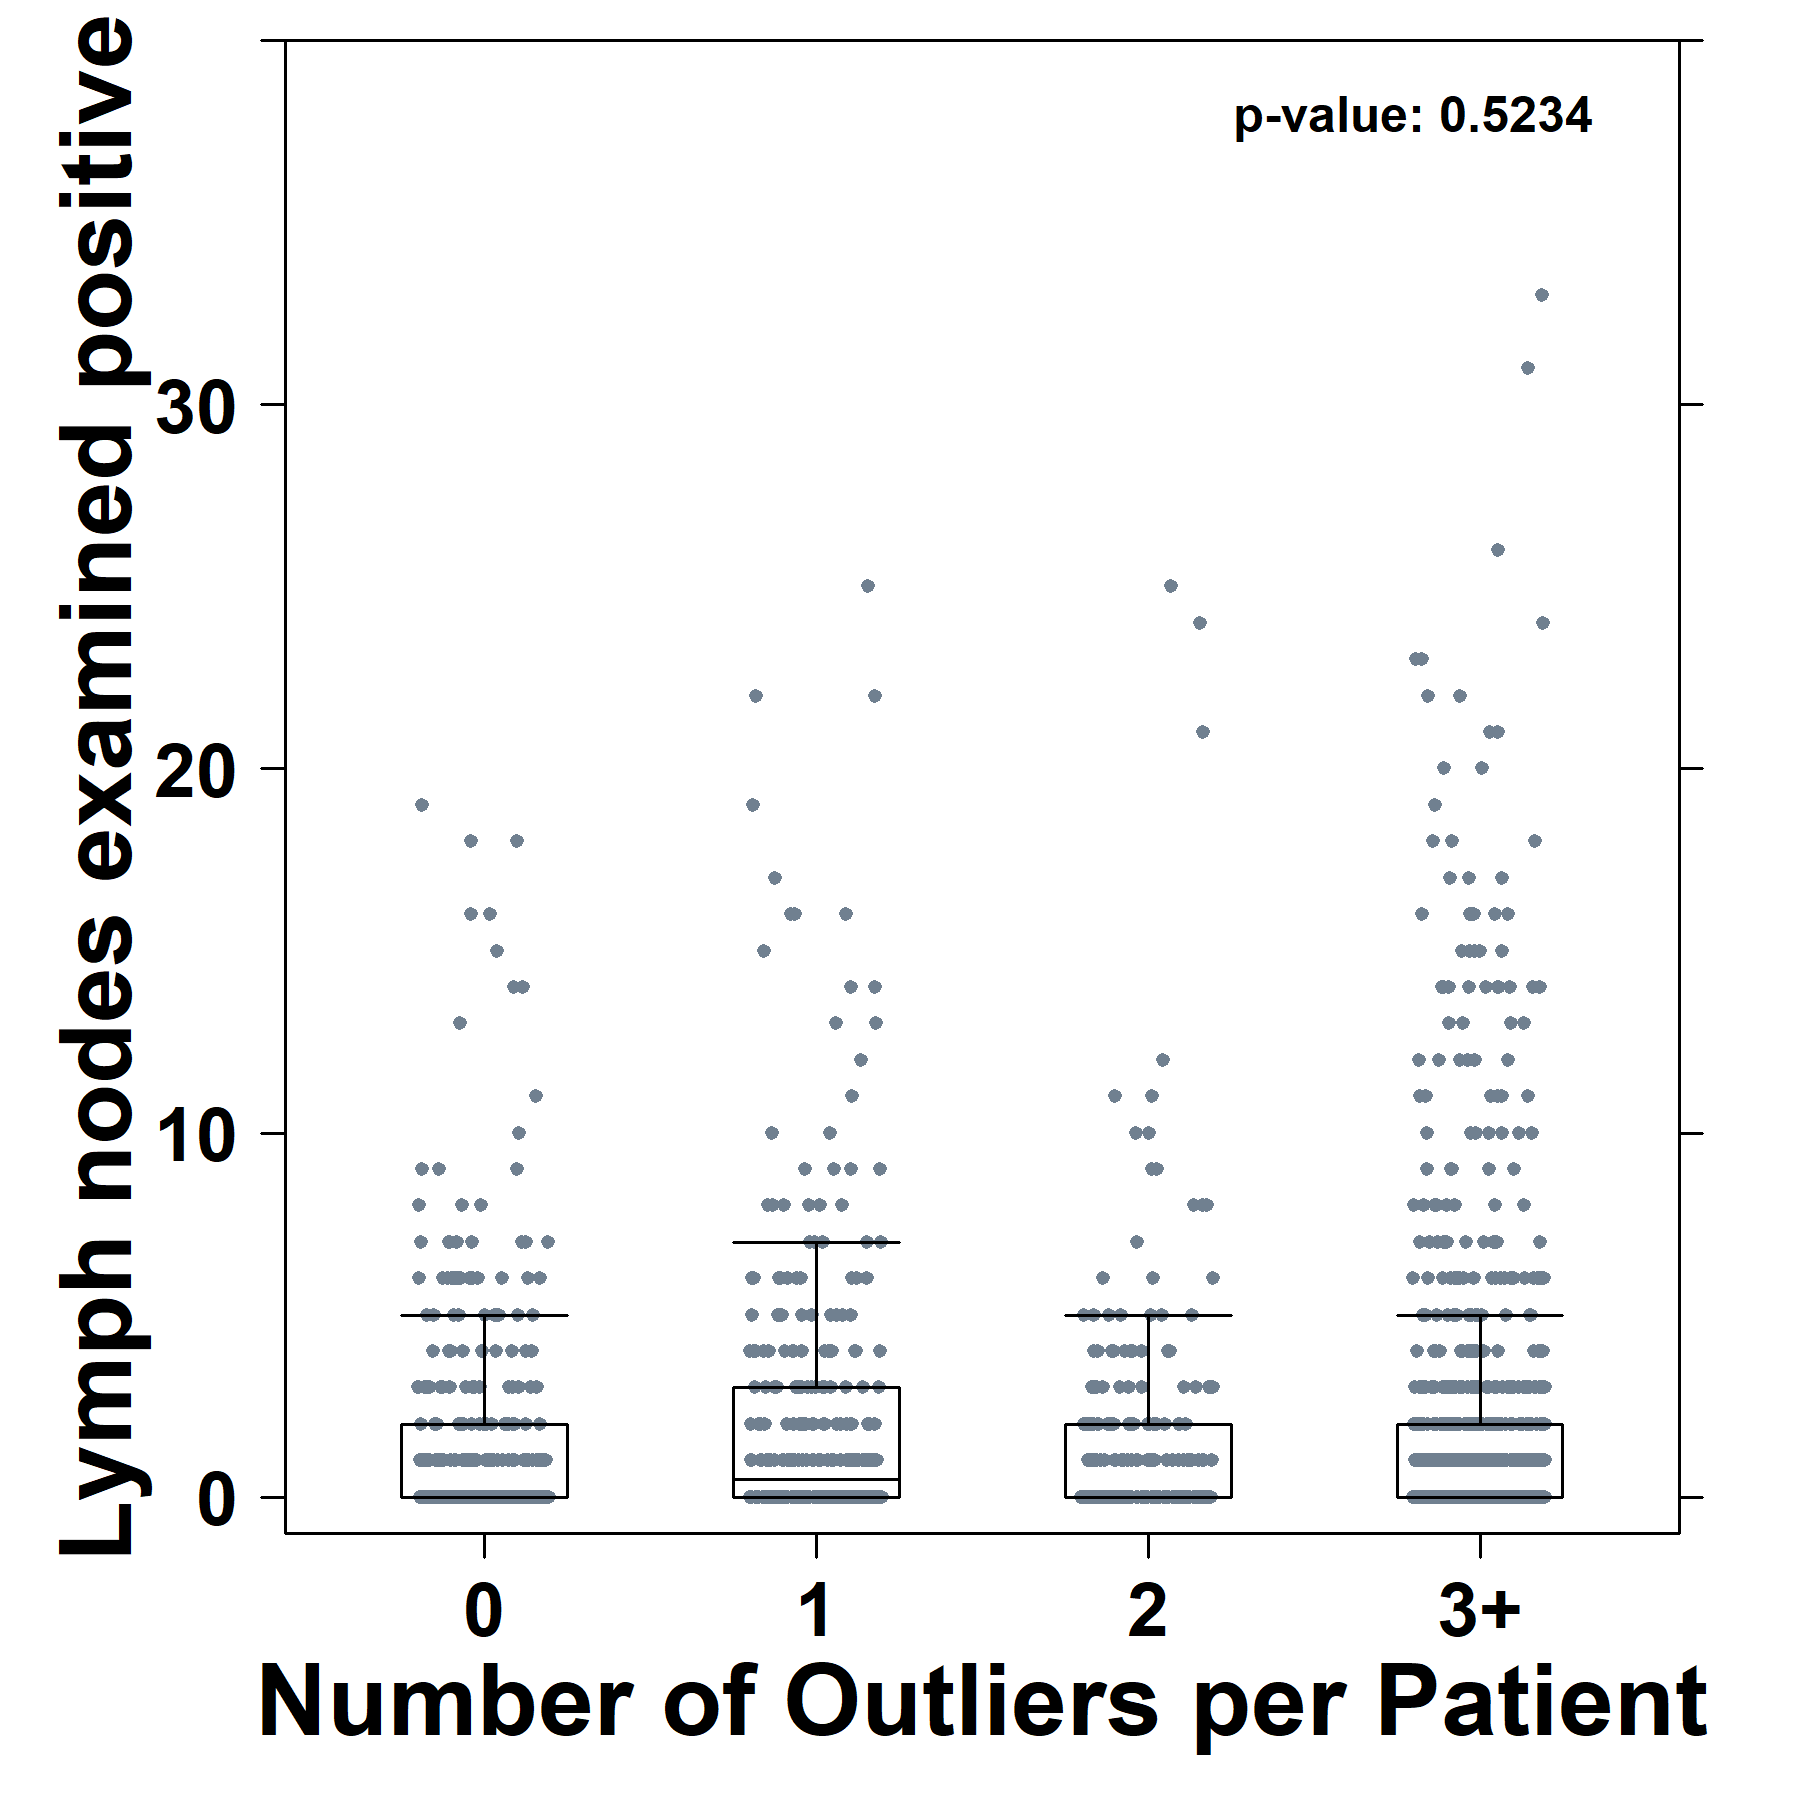 p-value: 0.5234
Lymph nodes examined positive
30
20
10
0
0 1 2 3+
Number of Outliers per Patient